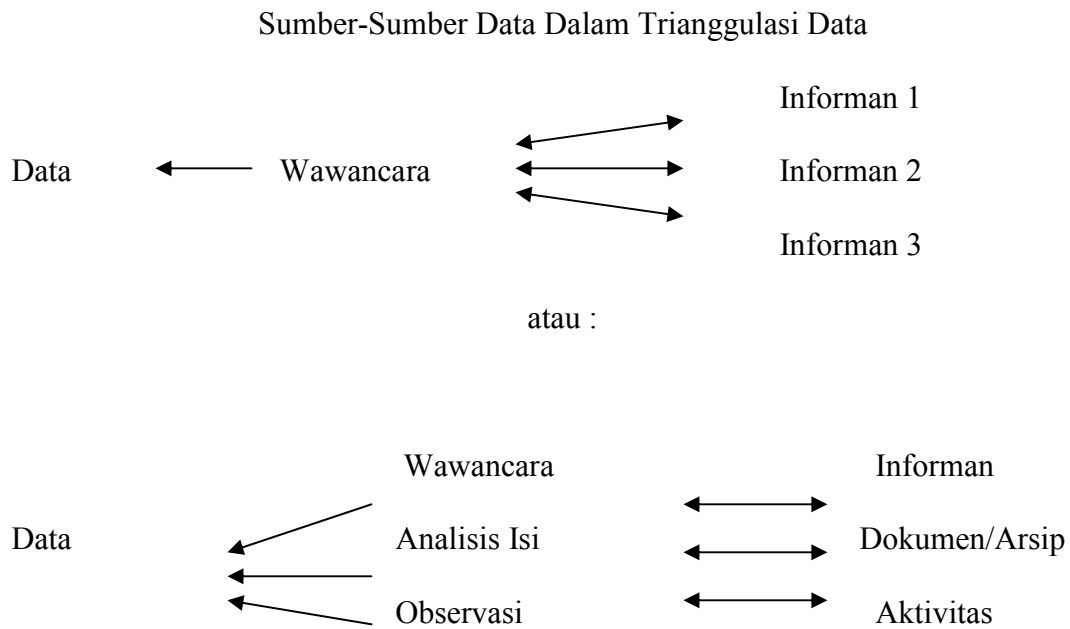 Sumber-Sumber Data Dalam Trianggulasi Data
Informan 1
Data Wawancara Informan 2
Informan 3
atau :
Wawancara Informan
Data Analisis Isi Dokumen/Arsip
Observasi Aktivitas